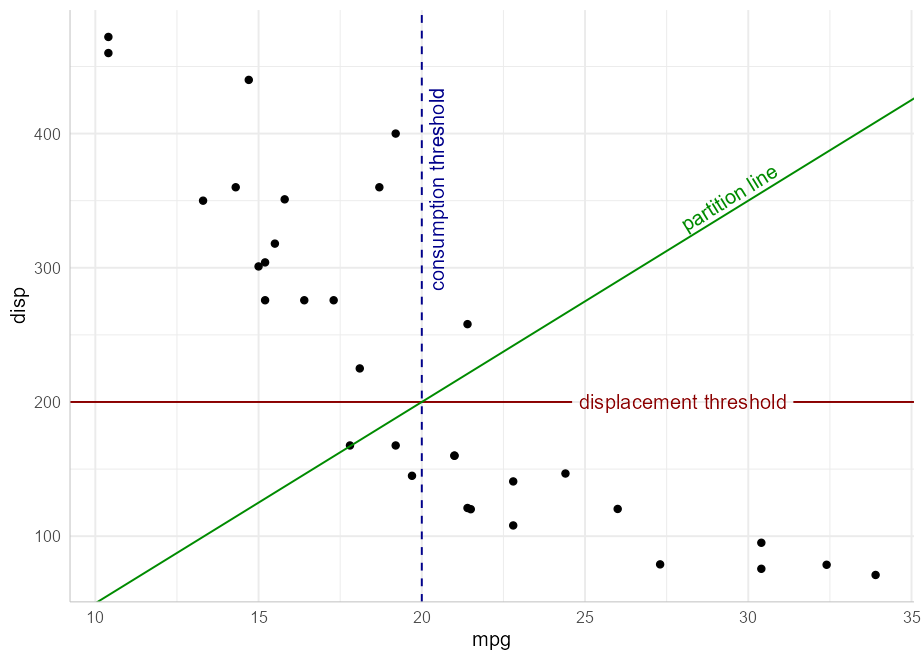 400
300
200
100
disp
consumption threshold
partition line
displacement threshold
10
15
20
25
30
35
mpg